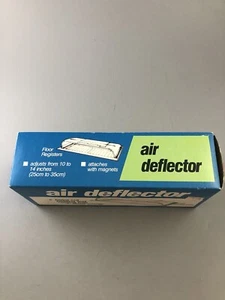 Floor
Registers
adjusts from 10 to
14 inches
(25cm to 35cm)
attaches
with magnets
air
deflector
air deflector